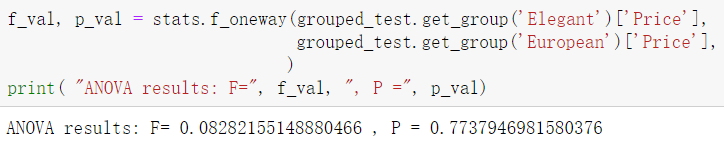 f_val, p_val = stats.f_oneway(grouped_test.get_group('Elegant')['Price'],
grouped_test.get_group('European')['Price'],
)
print( "ANOVA results: F=", f_val, ", P =", p_val)
ANOVA results: F= 0.08282155148880466 , P = 0.7737946981580376